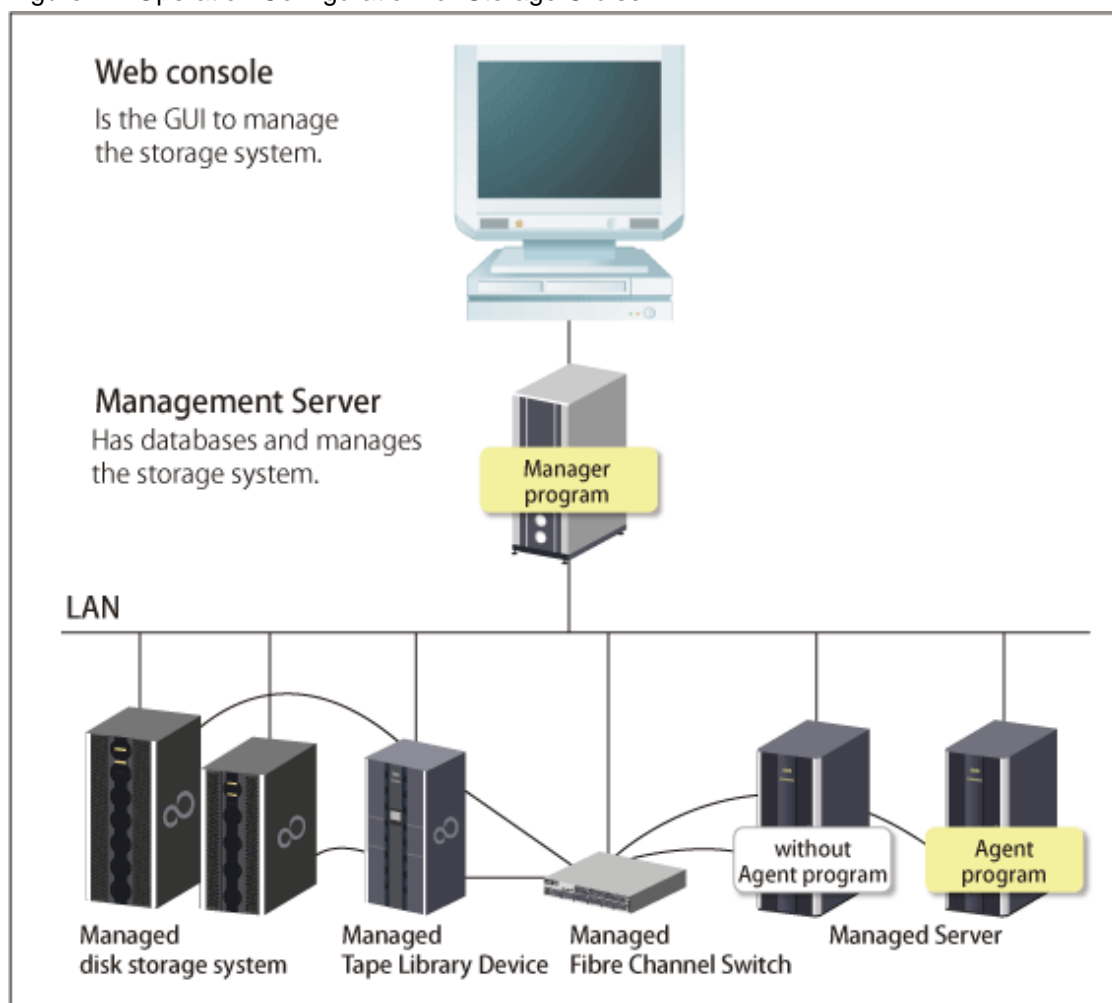 Web console
Is the GUI to manage
the storage system.
Management Server
Has databases and manages
the storage system.
Manager
program
LAN
without
Agent program
Agent
program
Managed
disk storage system
Managed
Tape Library Device
Managed
Fibre Channel Switch
Managed Server